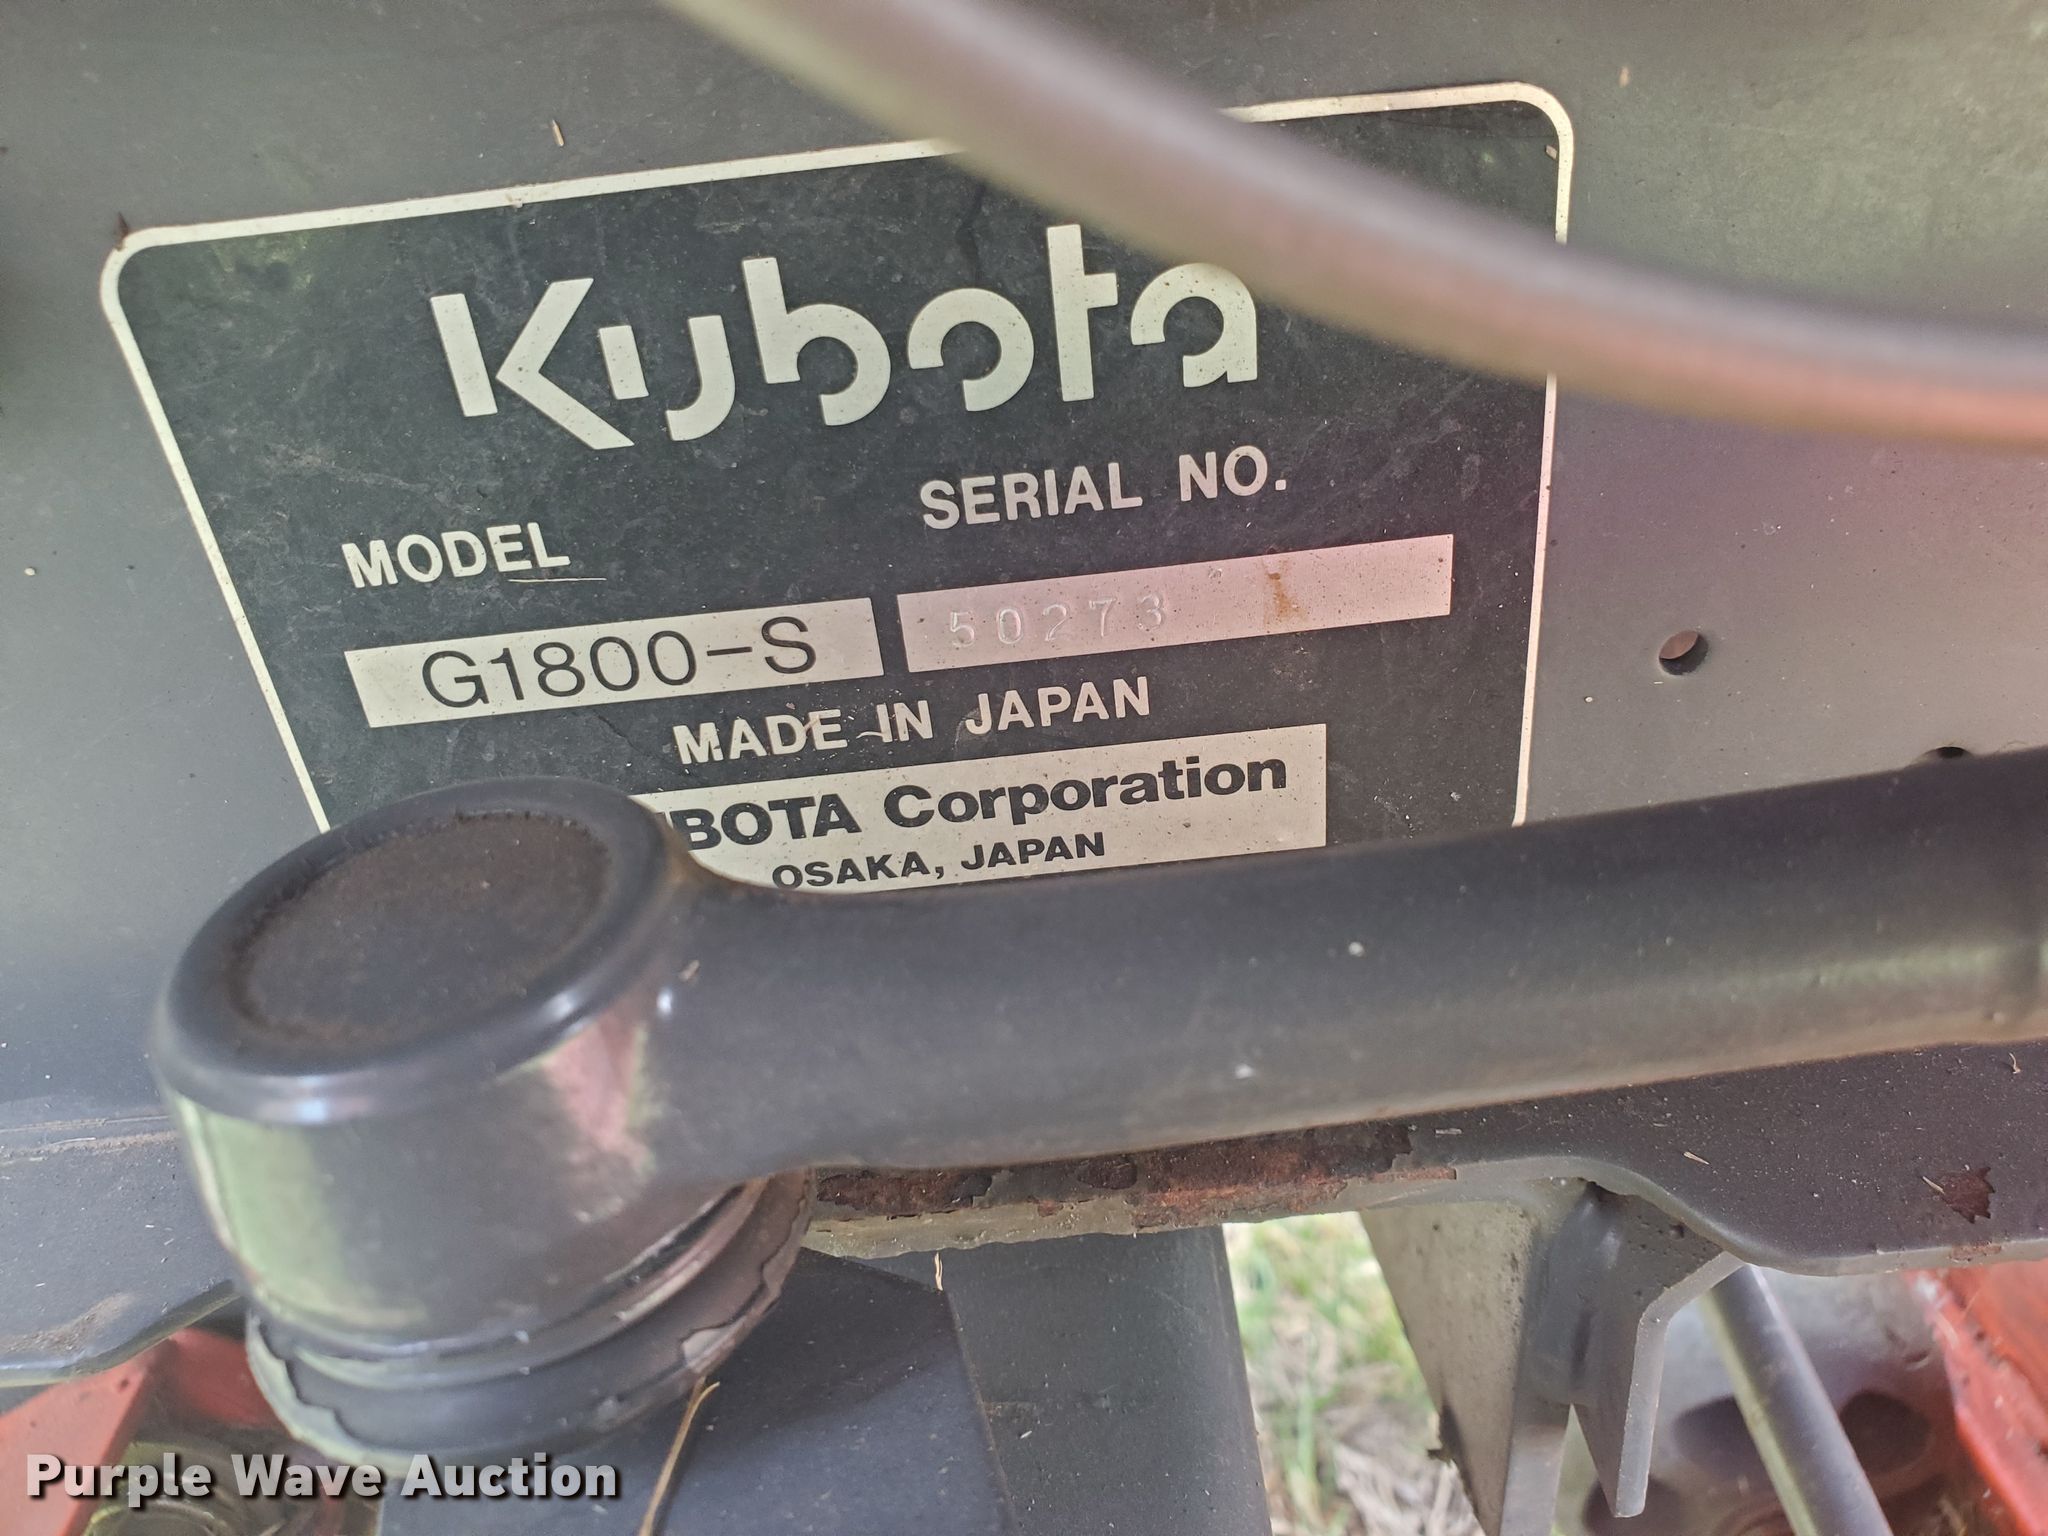 Kubota
SERIAL NO.
MODEL
G1800-S 50273
MADE IN JAPAN
BOTA Corporation
OSAKA, JAPAN
Purple Wave Auction